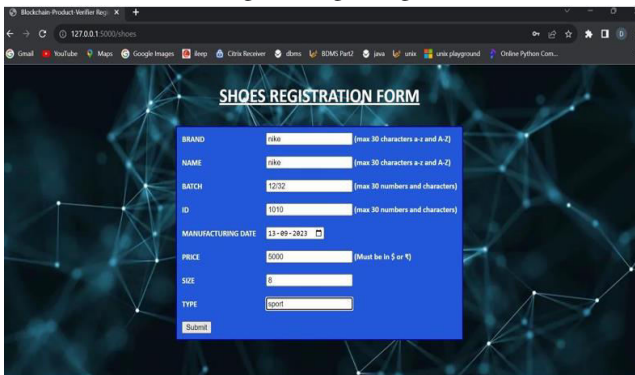 Blockchain-Product-Verifier Regi
127.0.0.1:5000/shoes
Gmail YouTube Maps Google Images Ileep Citrix Receiver dbms BDMS Part2 java unix unix playground Online Python Com...
SHOES REGISTRATION FORM
BRAND nike (max 30 characters a-z and A-Z)
NAME nike (max 30 characters a-z and A-Z)
BATCH 12/32 (max 30 numbers and characters)
ID 1010 (max 30 numbers and characters)
MANUFACTURING DATE 13-09-2023
PRICE 5000 (Must be in $ or ₹)
SIZE 8
TYPE sport
Submit